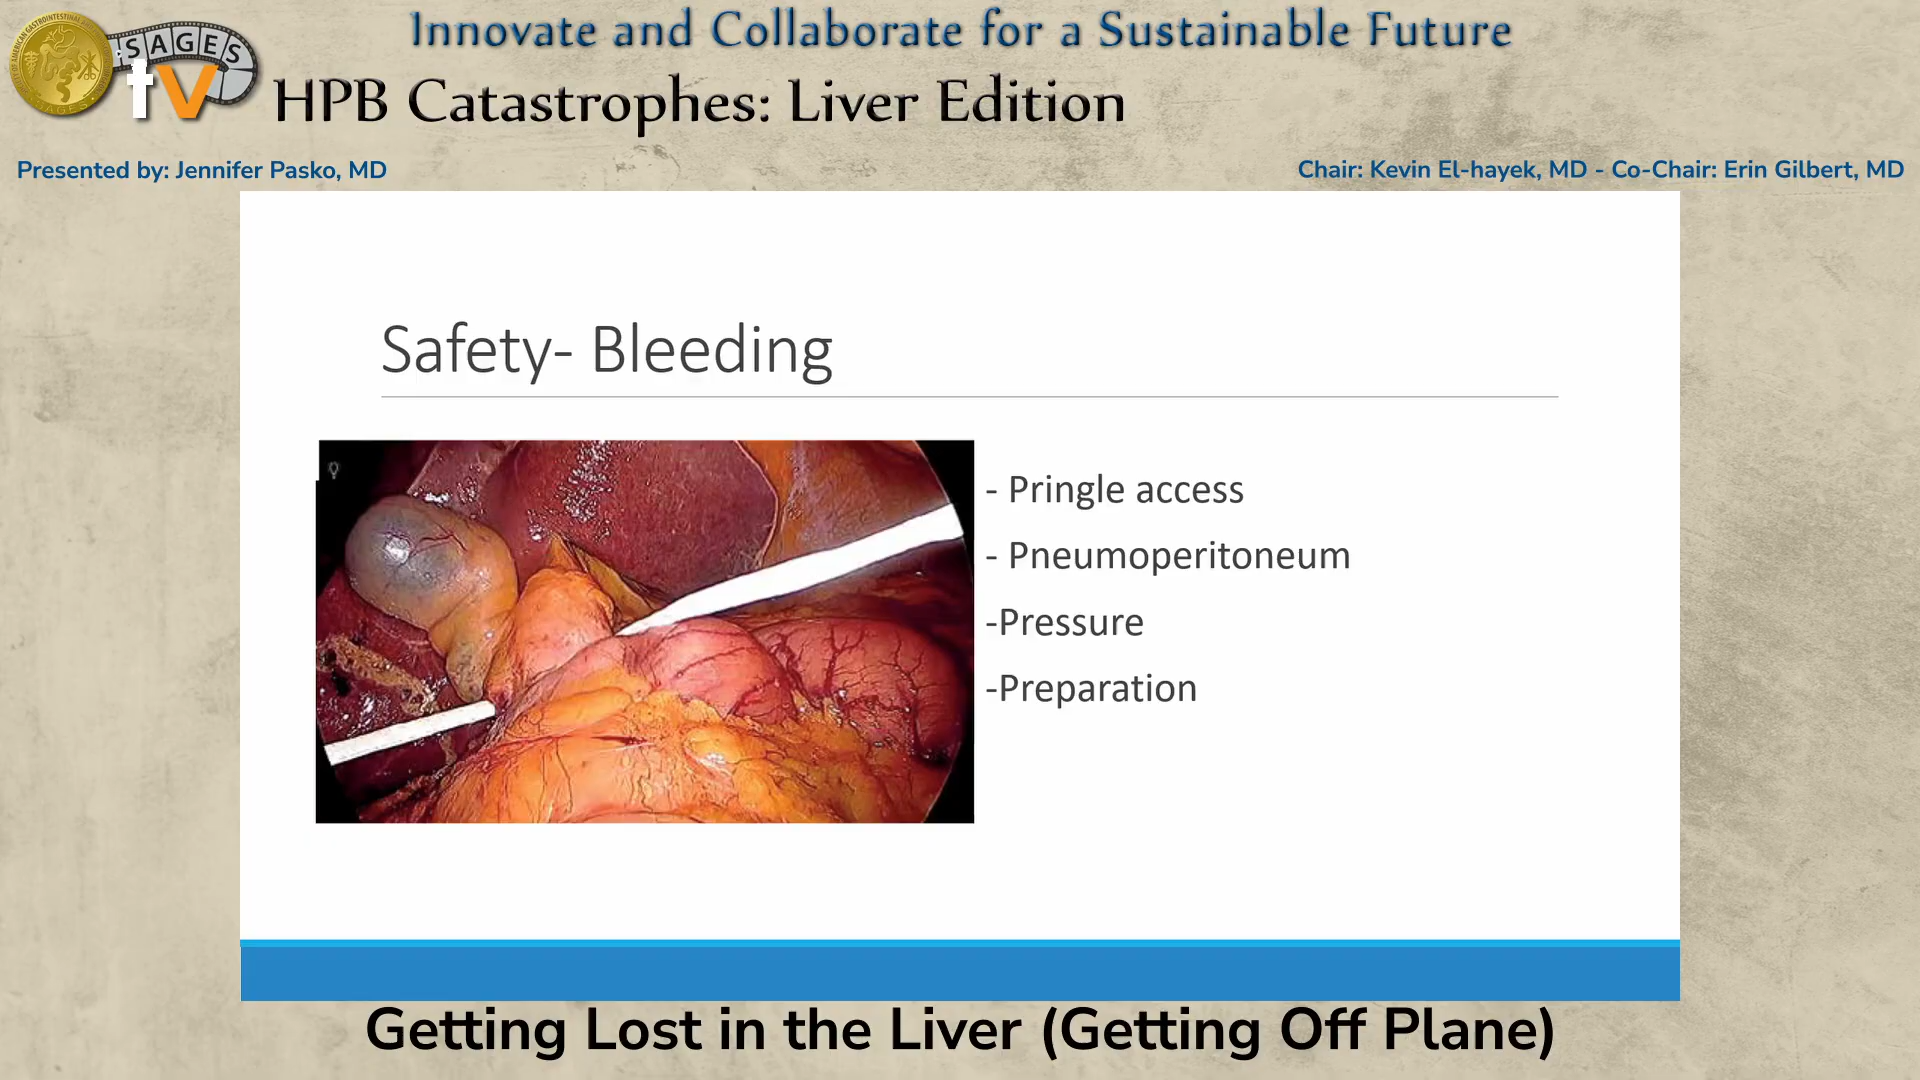 Innovate and Collaborate for a Sustainable Future
SAGES
tv
HPB Catastrophes: Liver Edition
Presented by: Jennifer Pasko, MD
Chair: Kevin El-hayek, MD - Co-Chair: Erin Gilbert, MD
Safety- Bleeding
- Pringle access
- Pneumoperitoneum
-Pressure
-Preparation
Getting Lost in the Liver (Getting Off Plane)